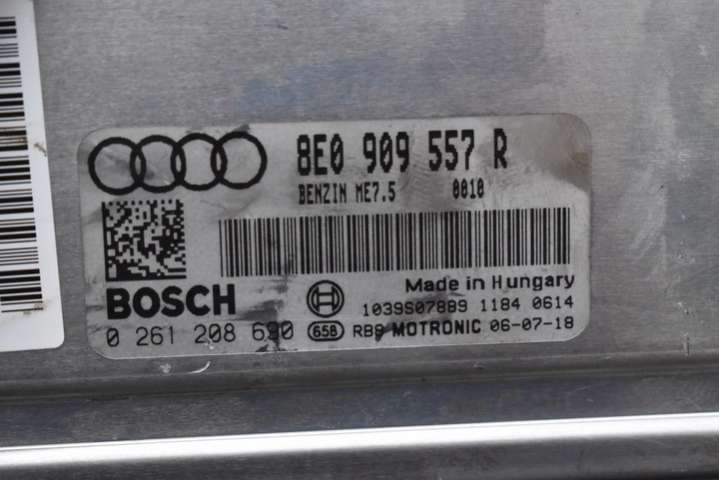 8E0 909 557 R
BENZIN ME7.5 0010
Made in Hungary
BOSCH
1039S07889 1184 0614
0 261 208 690 658 RB9 MOTRONIC 06-07-18